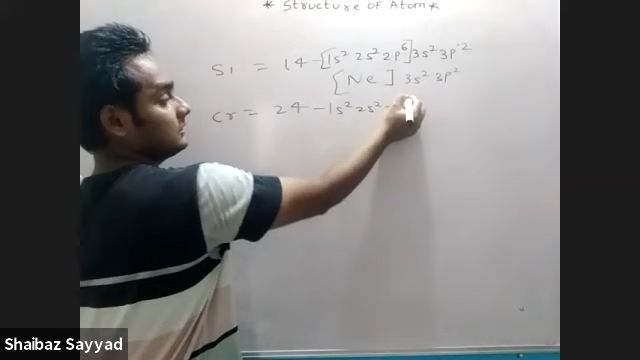 * Structure of Atom *
Si = 14 - [1s² 2s² 2p⁶] 3s² 3p²
[Ne] 3s² 3p²
Cr = 24 - 1s² 2s²
Shaibaz Sayyad